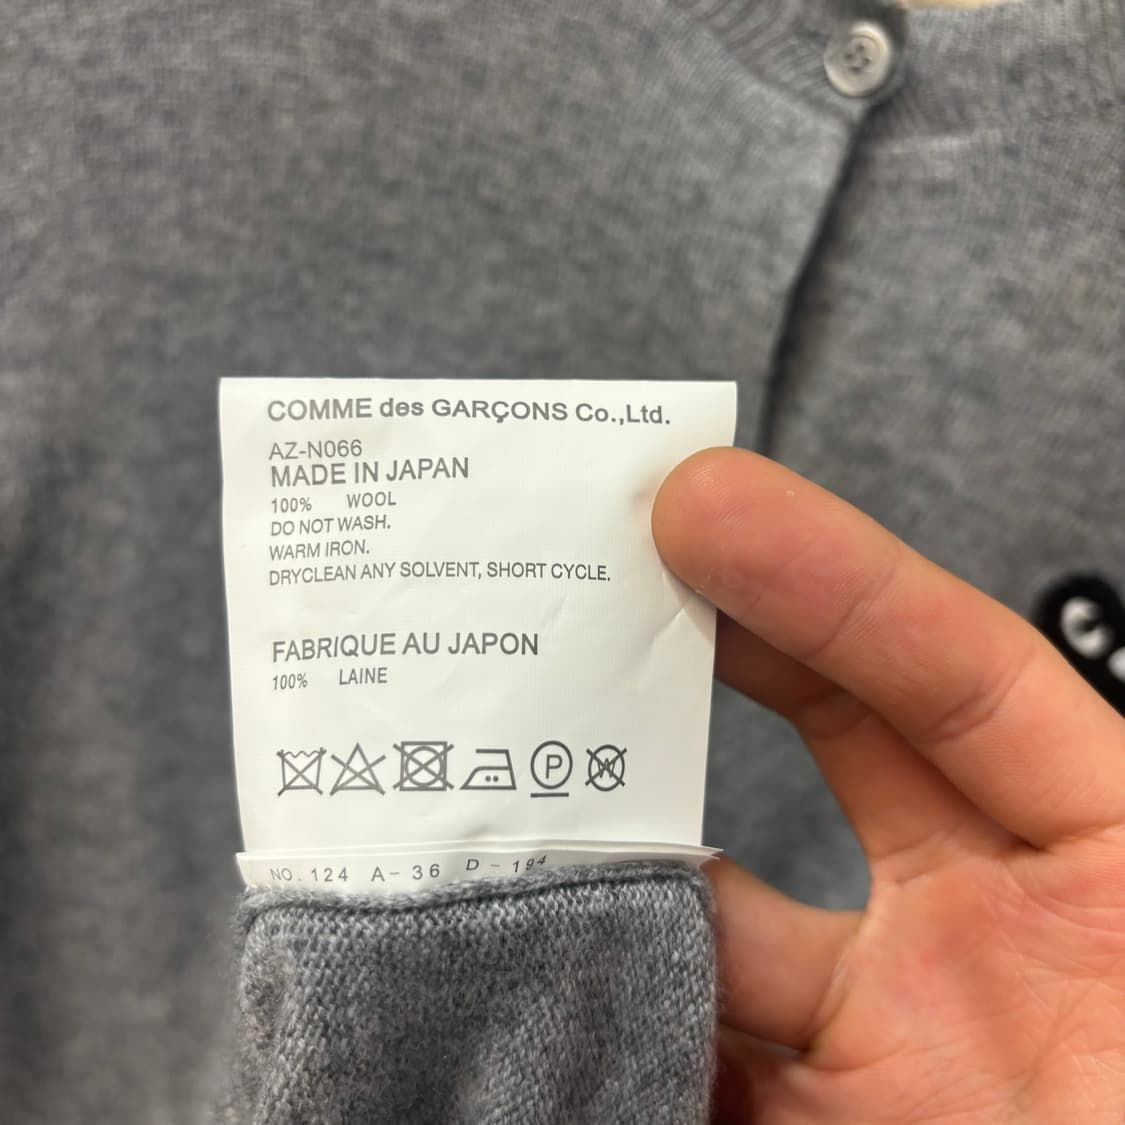 COMME des GARÇONS Co.,Ltd.
AZ-N066
MADE IN JAPAN
100% WOOL
DO NOT WASH.
WARM IRON.
DRYCLEAN ANY SOLVENT, SHORT CYCLE.
FABRIQUE AU JAPON
100% LAINE
P W
NO. 124 A- 36 D - 194